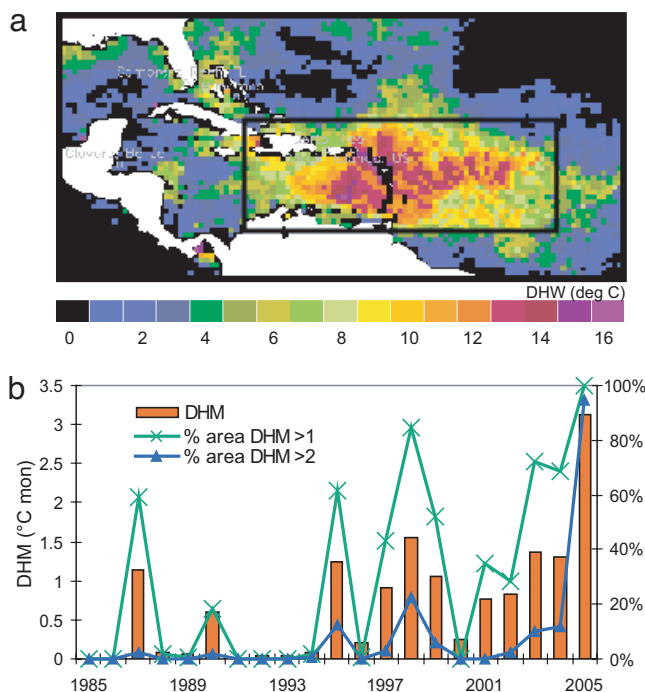 a
DHW (deg C)
0 2 4 6 8 10 12 14 16
b
3.5 100%
DHM
% area DHM >1
% area DHM >2
3 80%
2.5
2 60%
1.5 40%
1
0.5 20%
0 0%
DHM (°C mon)
1985 1989 1993 1997 2001 2005